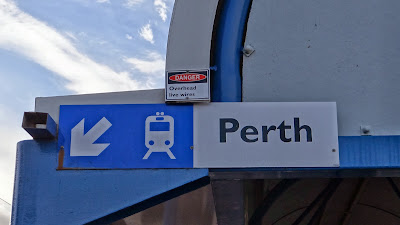 DANGER
Overhead
live wires
Perth